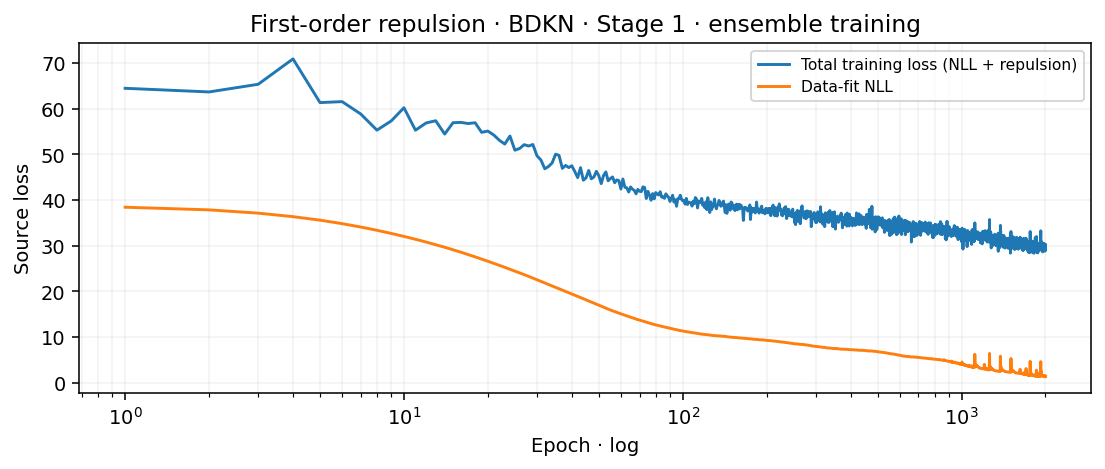 First-order repulsion · BDKN · Stage 1 · ensemble training
Total training loss (NLL + repulsion)
Data-fit NLL
Source loss
70
60
50
40
30
20
10
0
10⁰
10¹
10²
10³
Epoch · log